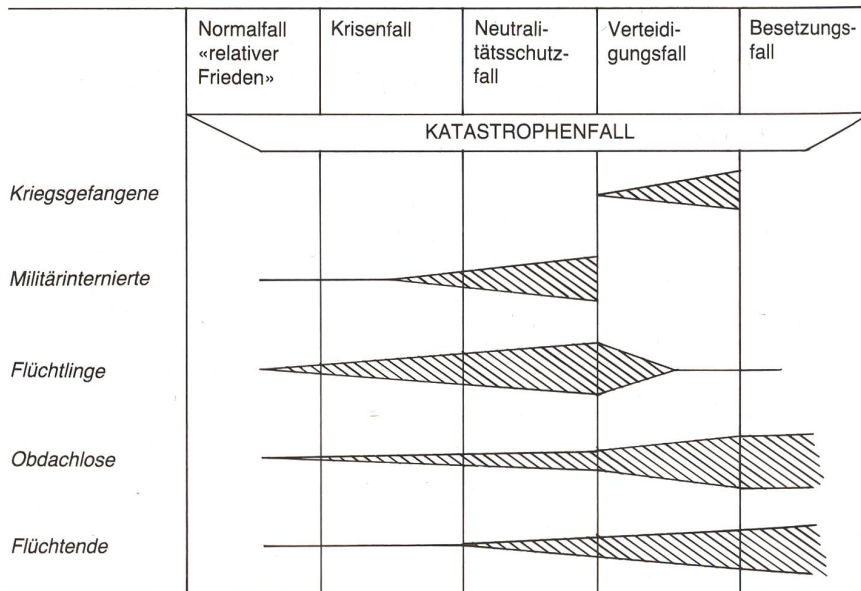 Normalfall
«relativer
Frieden»
Krisenfall
Neutrali-
tätsschutz-
fall
Verteidi-
gungsfall
Besetzungs-
fall
KATASTROPHENFALL
Kriegsgefangene
Militärinternierte
Flüchtlinge
Obdachlose
Flüchtende